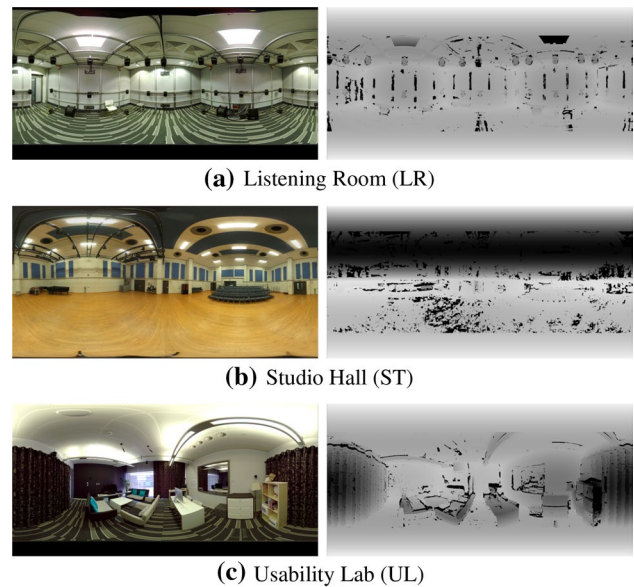 (a) Listening Room (LR)
(b) Studio Hall (ST)
(c) Usability Lab (UL)